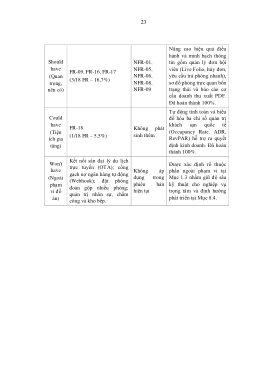 23
Should
have
(Quan
trọng,
nên có)
FR-09, FR-16, FR-17
(3/18 FR – 16,7%)
NFR-01,
NFR-05,
NFR-06,
NFR-08,
NFR-09
Nâng cao hiệu quả điều
hành và minh bạch thông
tin gồm quản lý đơn hội
viên (Live Folio, hủy đơn,
yêu cầu trả phòng nhanh),
sơ đồ phòng trực quan bốn
trạng thái và báo cáo cơ
cấu doanh thu xuất PDF.
Đã hoàn thành 100%.
Could
have
(Tiện
ích gia
tăng)
FR-18
(1/18 FR – 5,5%)
Không phát
sinh thêm
Tự động tính toán và biểu
đồ hóa ba chỉ số quản trị
khách sạn quốc tế
(Occupancy Rate, ADR,
RevPAR) hỗ trợ ra quyết
định kinh doanh. Đã hoàn
thành 100%.
Won't
have
(Ngoài
phạm
vi đồ
án)
Kết nối sàn đại lý du lịch
trực tuyến (OTA); cổng
gạch nợ ngân hàng tự động
(Webhook); đặt phòng
đoàn gộp nhiều phòng;
quản trị nhân sự, chấm
công và kho bếp.
Không áp
dụng trong
phiên bản
hiện tại
Được xác định rõ thuộc
phần ngoài phạm vi tại
Mục 1.3 nhằm giữ độ sâu
kỹ thuật cho nghiệp vụ
trọng tâm và định hướng
phát triển tại Mục 8.4.